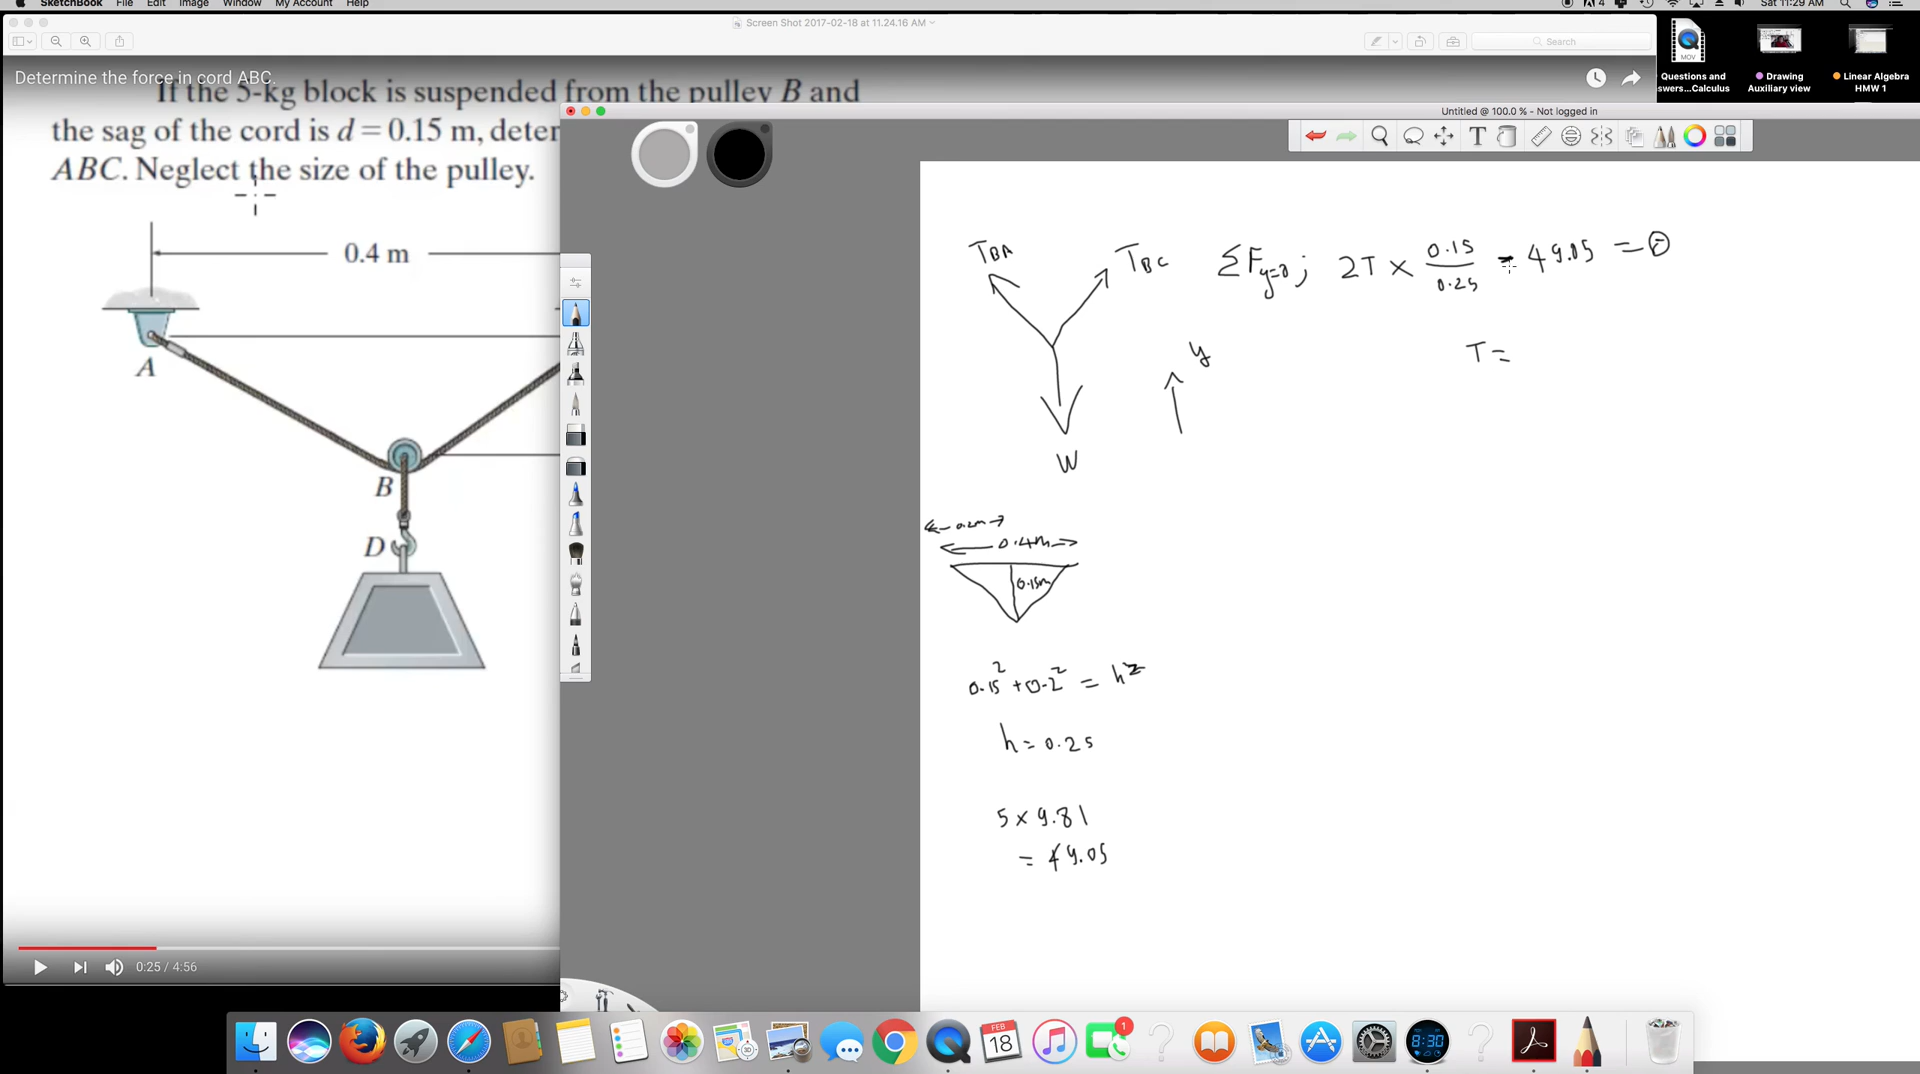 SketchBook File Edit Image Window My Account Help
4 Sat 11:29 AM
Screen Shot 2017-02-18 at 11.24.16 AM
Search
Determine the force in cord ABC.
If the 5-kg block is suspended from the pulley B and
the sag of the cord is d = 0.15 m, deter
ABC. Neglect the size of the pulley.
0.4 m
A
B
D
0:25 / 4:56
MOV
Questions and
swers...Calculus
Drawing
Auxiliary view
Linear Algebra
HMW 1
Untitled @ 100.0 % - Not logged in
T
TBA
TBC
ΣFy=0; 2T × 0.15/0.25 - 49.05 = 0
y
T =
W
0.2m
0.4m
0.15m
0.15² + 0.2² = h²
h = 0.25
5 × 9.81
= 49.05
FEB
18
1
8:30